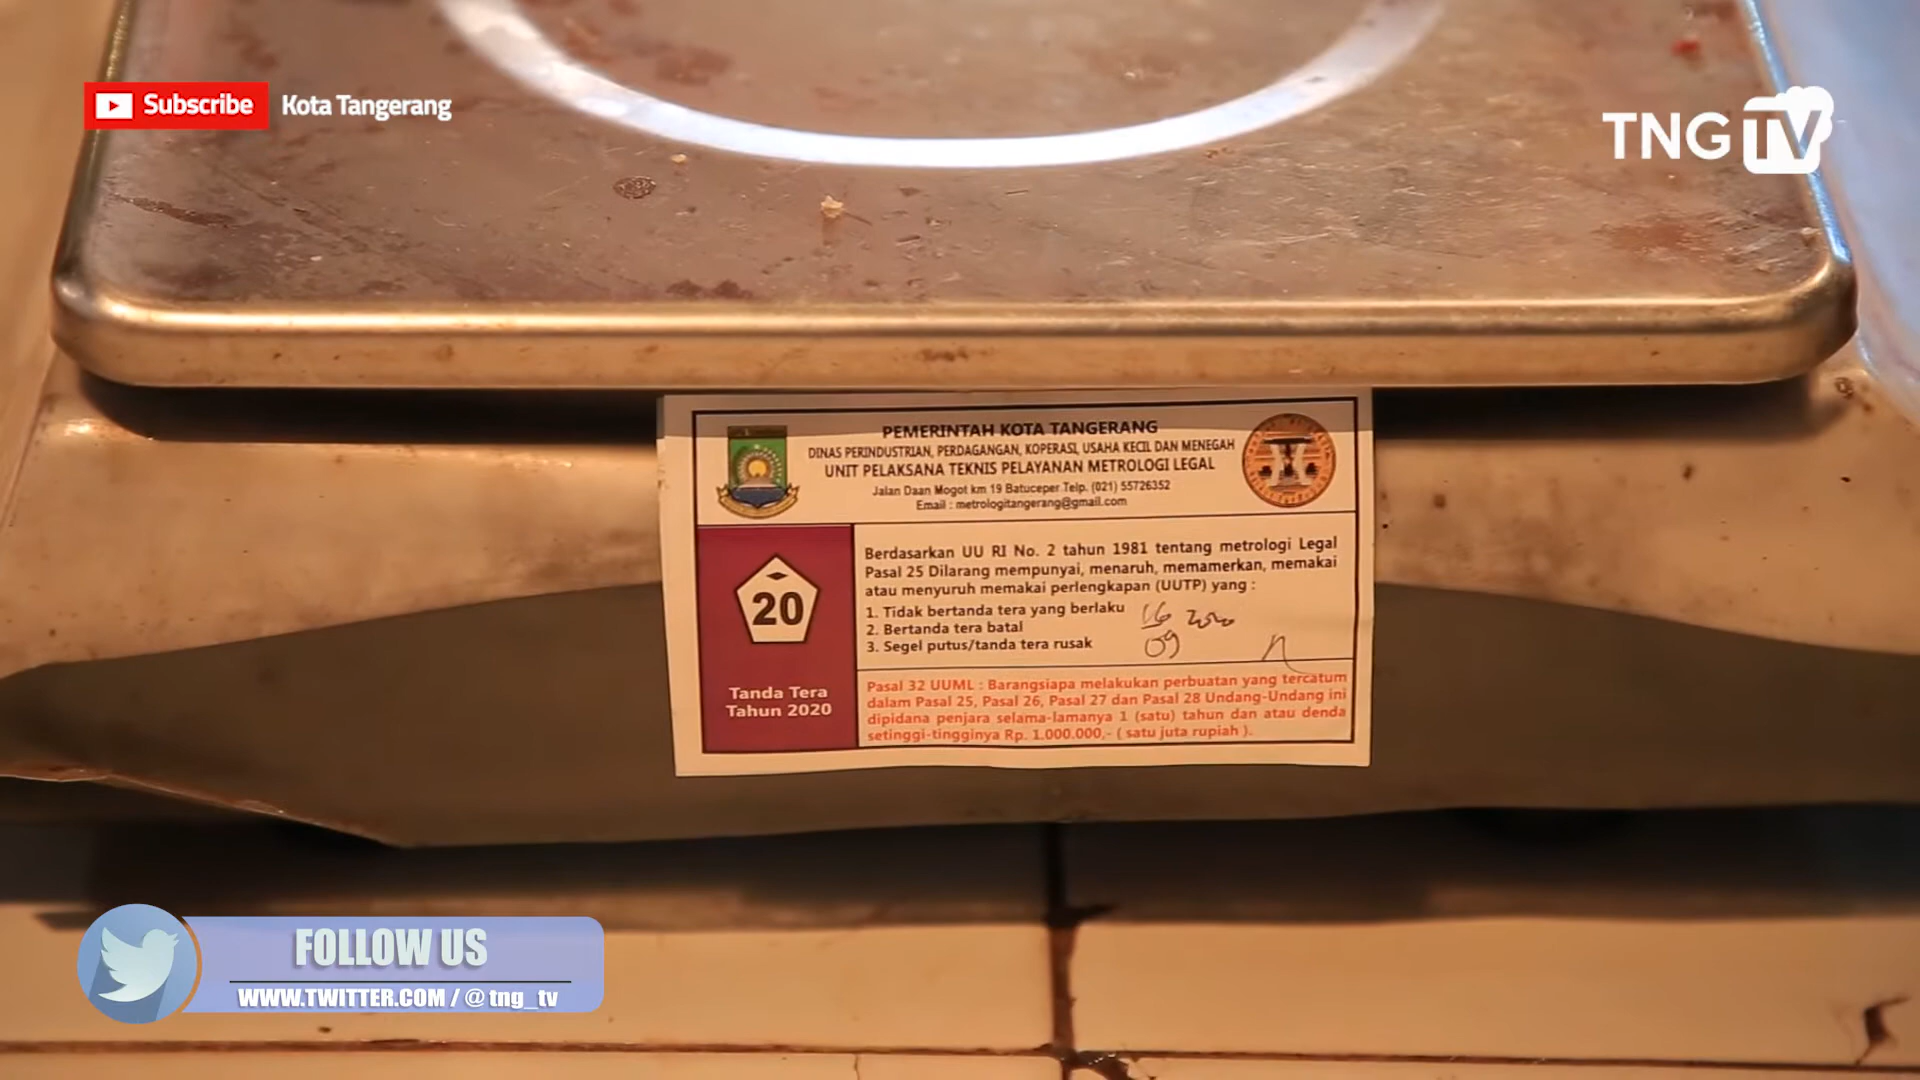 Subscribe Kota Tangerang
TNG TV
PEMERINTAH KOTA TANGERANG
DINAS PERINDUSTRIAN, PERDAGANGAN, KOPERASI, USAHA KECIL DAN MENEGAH
UNIT PELAKSANA TEKNIS PELAYANAN METROLOGI LEGAL
Jalan Daan Mogot km 19 Batuceper Telp. (021) 55726352
Email : metrologitangerang@gmail.com
20
Tanda Tera
Tahun 2020
Berdasarkan UU RI No. 2 tahun 1981 tentang metrologi Legal
Pasal 25 Dilarang mempunyai, menaruh, memamerkan, memakai
atau menyuruh memakai perlengkapan (UUTP) yang :
1. Tidak bertanda tera yang berlaku
2. Bertanda tera batal
3. Segel putus/tanda tera rusak
16 2020
09
Pasal 32 UUML : Barangsiapa melakukan perbuatan yang tercatum
dalam Pasal 25, Pasal 26, Pasal 27 dan Pasal 28 Undang-Undang ini
dipidana penjara selama-lamanya 1 (satu) tahun dan atau denda
setinggi-tingginya Rp. 1.000.000,- ( satu juta rupiah ).
FOLLOW US
WWW.TWITTER.COM / @tng_tv